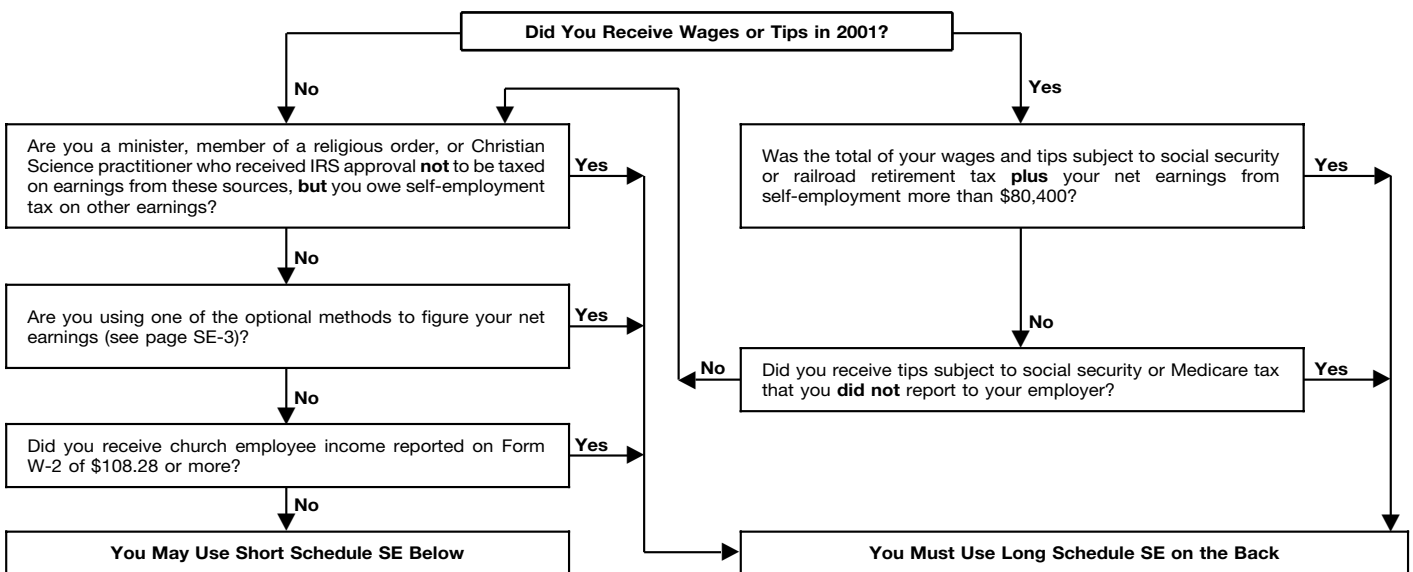 Did You Receive Wages or Tips in 2001?
No
Yes
Are you a minister, member of a religious order, or Christian
Science practitioner who received IRS approval not to be taxed
on earnings from these sources, but you owe self-employment
tax on other earnings?
Yes
Was the total of your wages and tips subject to social security
or railroad retirement tax plus your net earnings from
self-employment more than $80,400?
Yes
No
Are you using one of the optional methods to figure your net
earnings (see page SE-3)?
Yes
No
No
Did you receive tips subject to social security or Medicare tax
that you did not report to your employer?
Yes
No
Did you receive church employee income reported on Form
W-2 of $108.28 or more?
Yes
No
You May Use Short Schedule SE Below
You Must Use Long Schedule SE on the Back